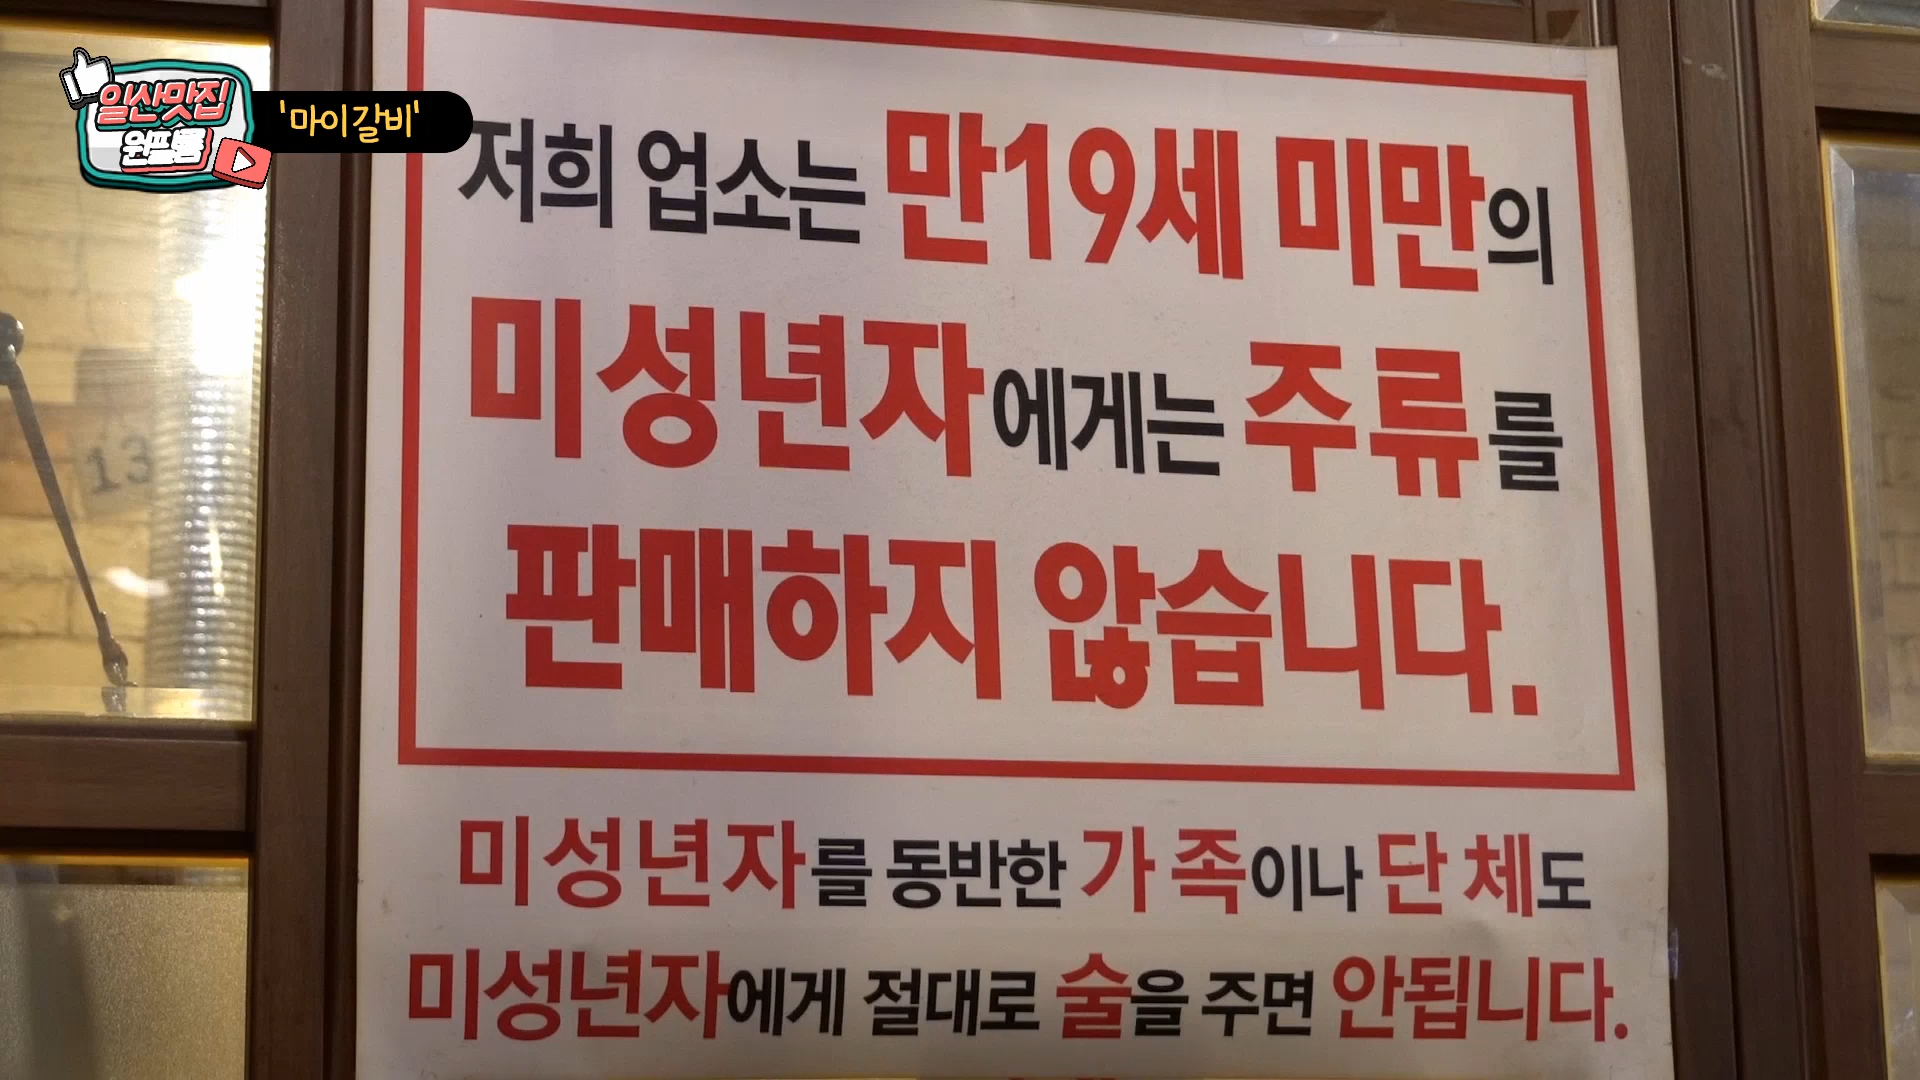 일산맛집
원픽룸
'마이갈비'
저희 업소는 만19세 미만의
미성년자에게는 주류를
판매하지 않습니다.
미성년자를 동반한 가족이나 단체도
미성년자에게 절대로 술을 주면 안됩니다.
13